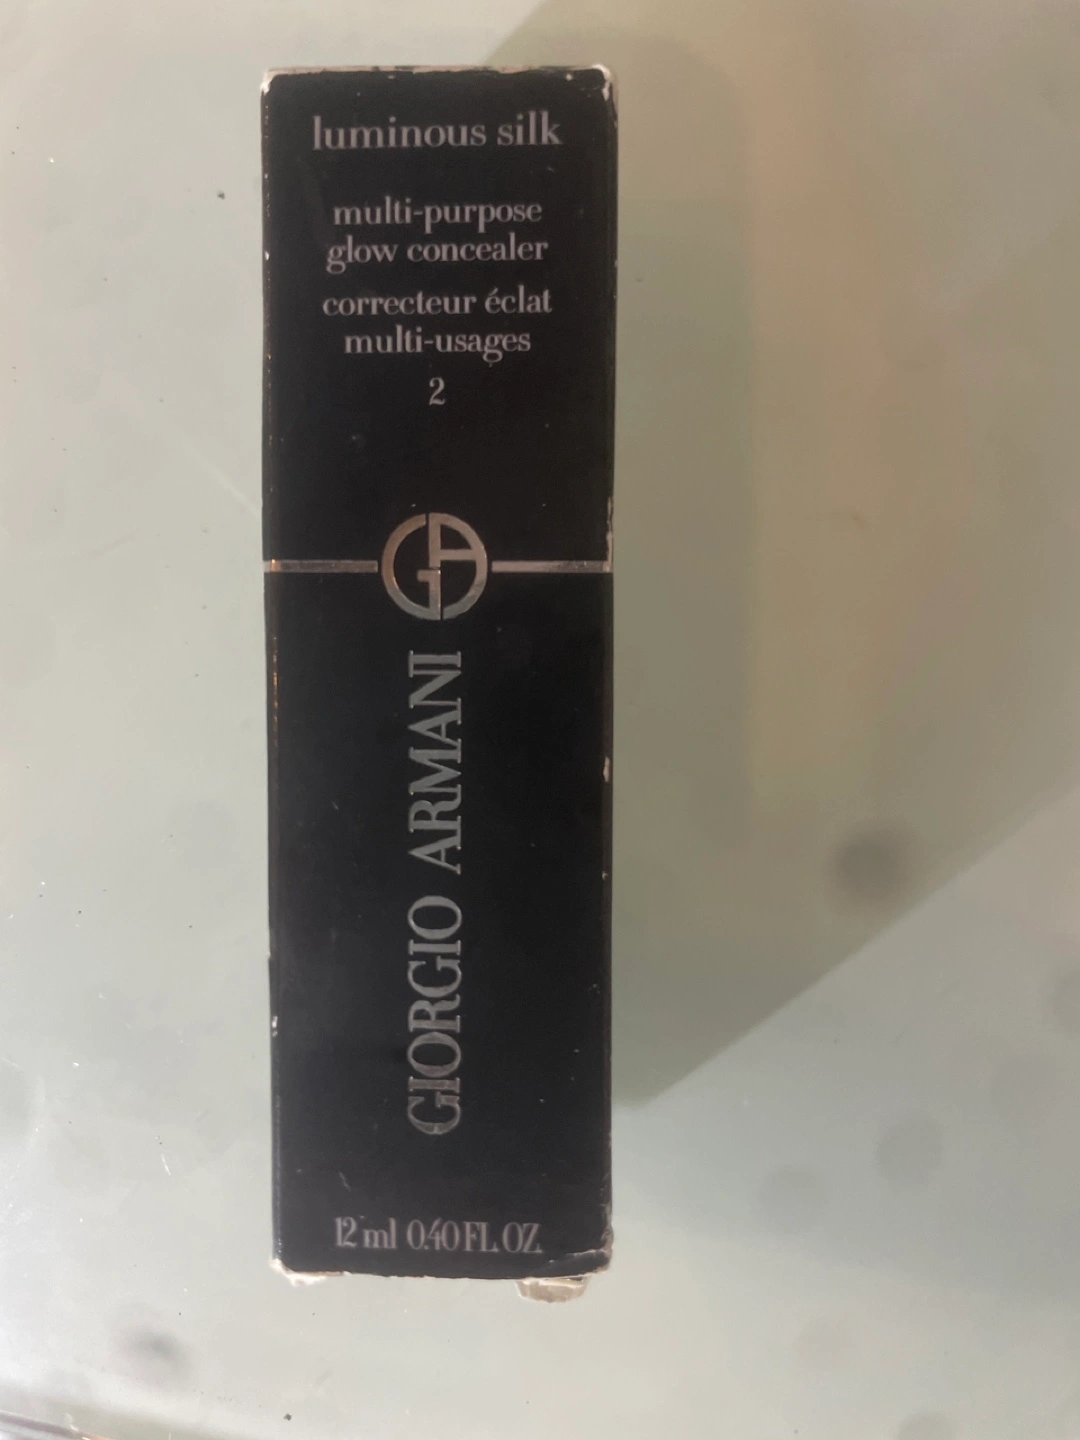 luminous silk
multi-purpose
glow concealer
correcteur éclat
multi-usages
2
GA
GIORGIO ARMANI
12 ml 0.40 FL. OZ.